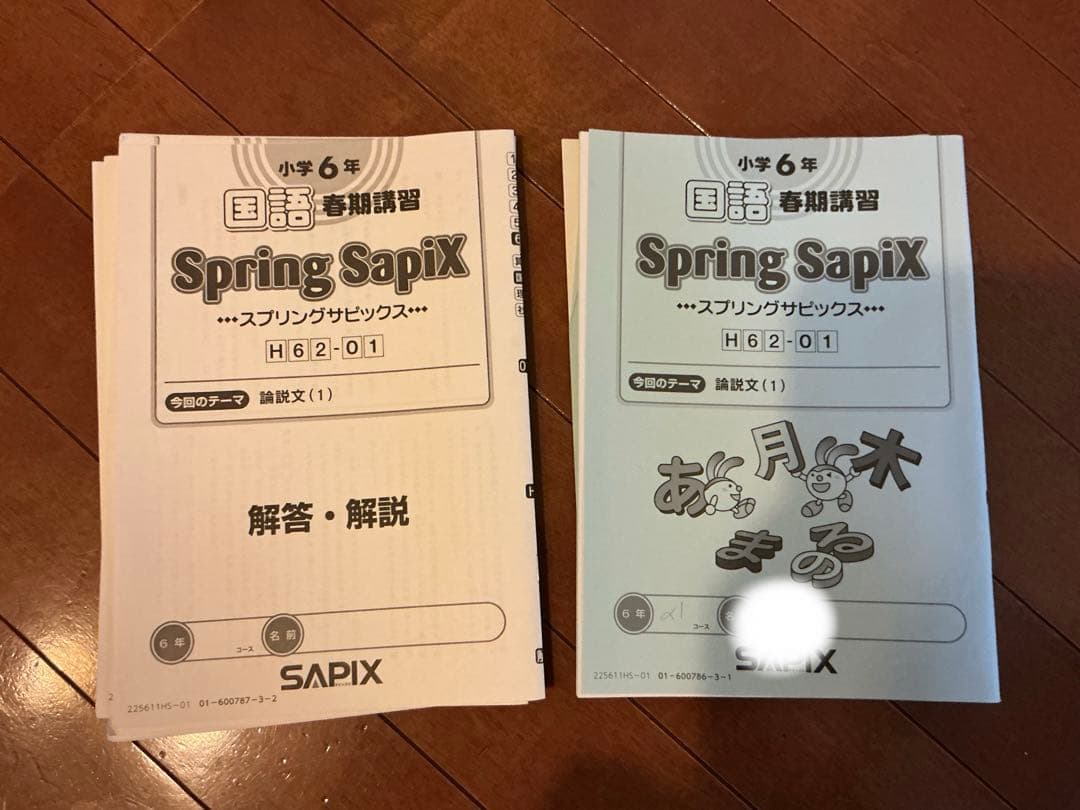 小学6年
国語 春期講習
Spring SapiX
スプリングサピックス
H62-01
今回のテーマ 論説文(1)
解答・解説
6年 コース 名前
SAPIX
2
225611HS-01 01-600787-3-2
小学6年
国語 春期講習
Spring SapiX
スプリングサピックス
H62-01
今回のテーマ 論説文(1)
あ 月 木
ま の る
6年 α1 コース 名
SAPIX
225611HS-01 01-600786-3-1